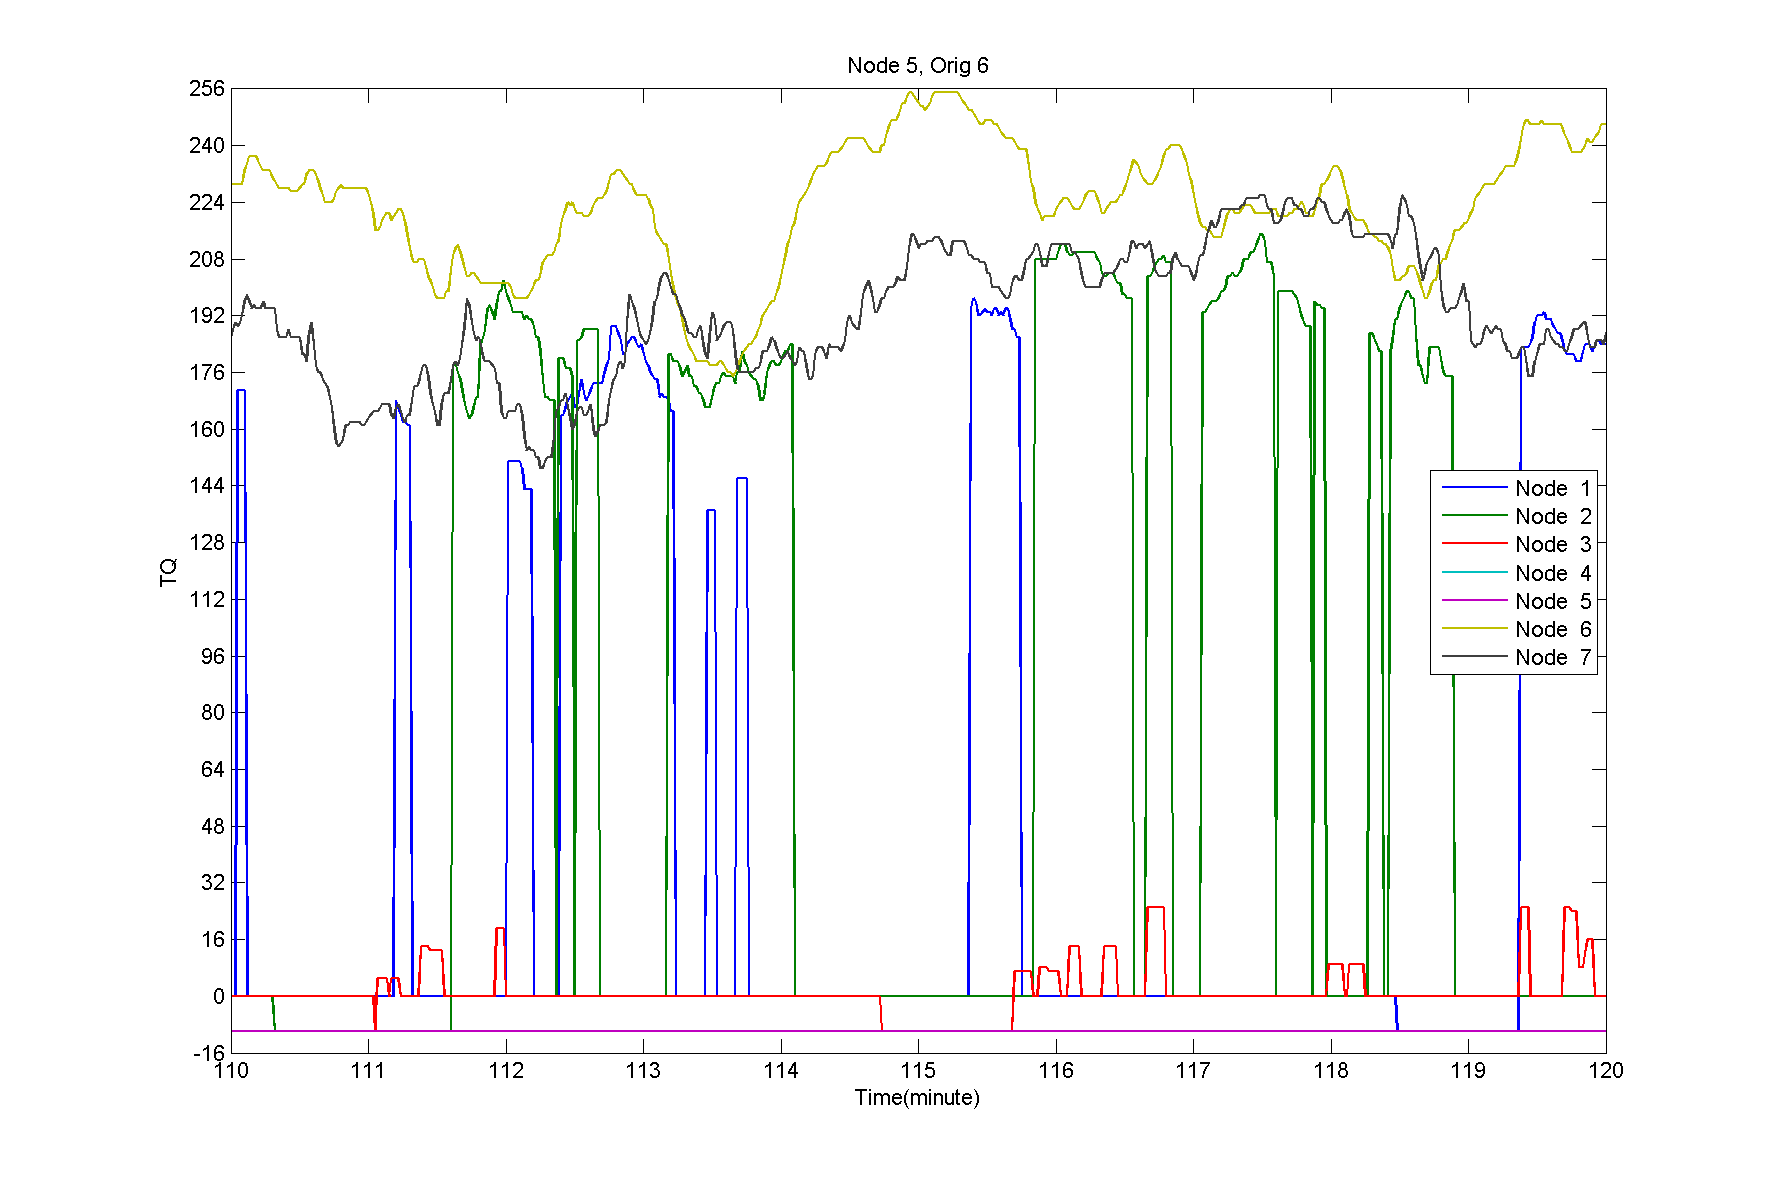 Node 5, Orig 6
256
240
224
208
192
176
160
144
128
112
96
80
64
48
32
16
0
-16
TQ
Node 1
Node 2
Node 3
Node 4
Node 5
Node 6
Node 7
110 111 112 113 114 115 116 117 118 119 120
Time(minute)